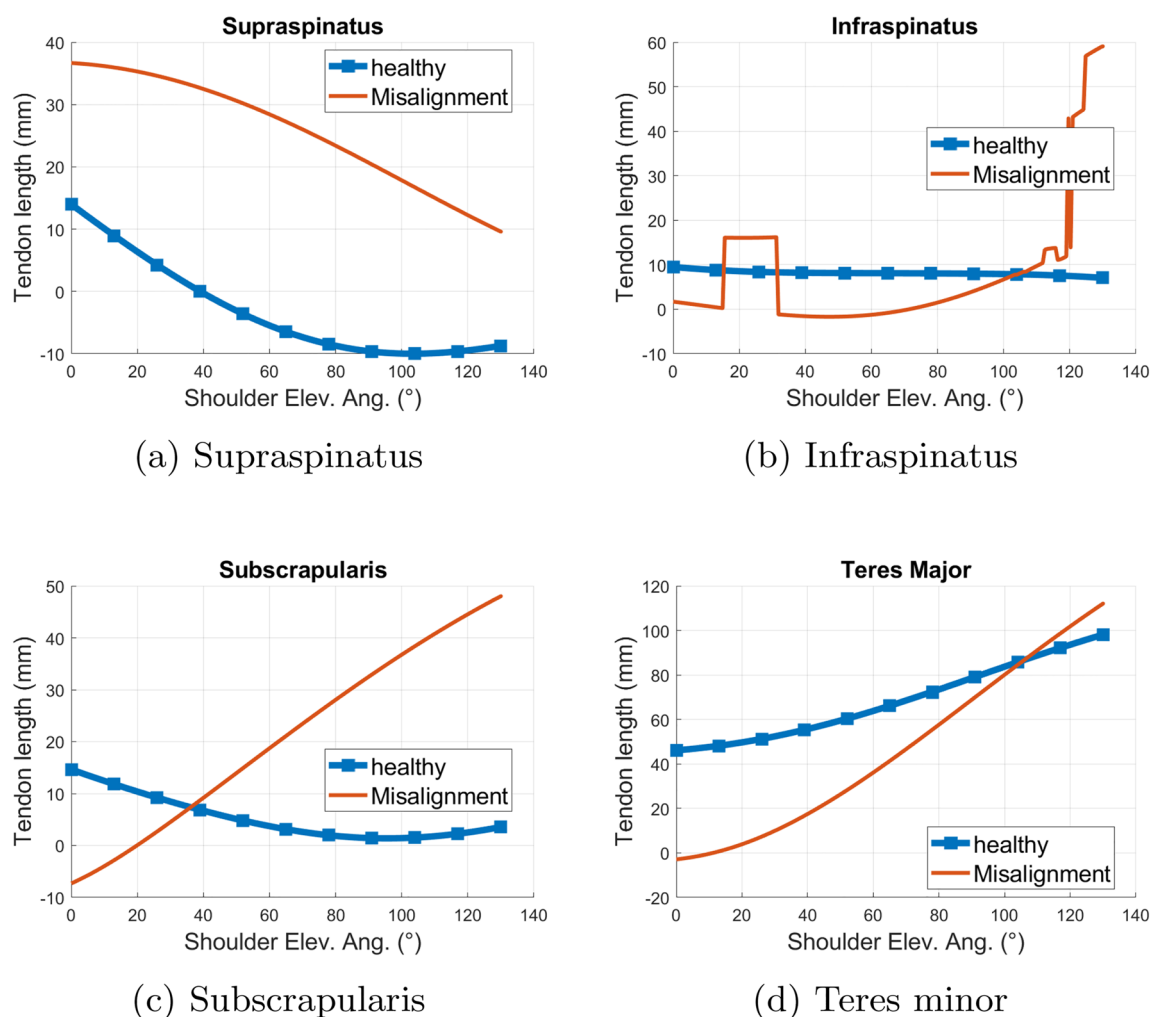 Supraspinatus
40
30
20
10
0
-10
0 20 40 60 80 100 120 140
Tendon length (mm)
Shoulder Elev. Ang. (°)
healthy
Misalignment
(a) Supraspinatus
Infraspinatus
60
50
40
30
20
10
0
-10
0 20 40 60 80 100 120 140
Tendon length (mm)
Shoulder Elev. Ang. (°)
healthy
Misalignment
(b) Infraspinatus
Subscrapularis
50
40
30
20
10
0
-10
0 20 40 60 80 100 120 140
Tendon length (mm)
Shoulder Elev. Ang. (°)
healthy
Misalignment
(c) Subscrapularis
Teres Major
120
100
80
60
40
20
0
-20
0 20 40 60 80 100 120 140
Tendon length (mm)
Shoulder Elev. Ang. (°)
healthy
Misalignment
(d) Teres minor